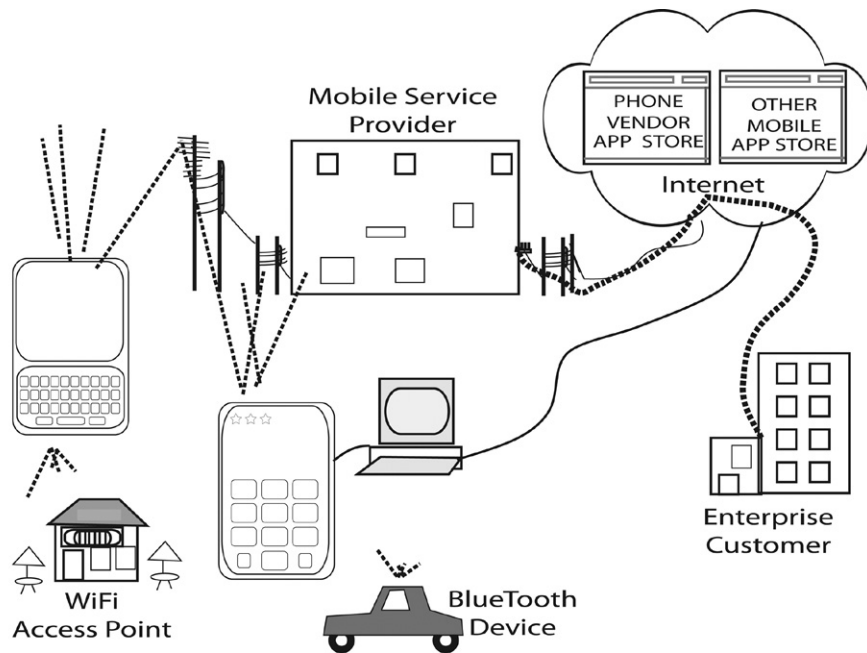 Mobile Service
Provider
PHONE
VENDOR
APP STORE
OTHER
MOBILE
APP STORE
Internet
Enterprise
Customer
WiFi
Access Point
BlueTooth
Device